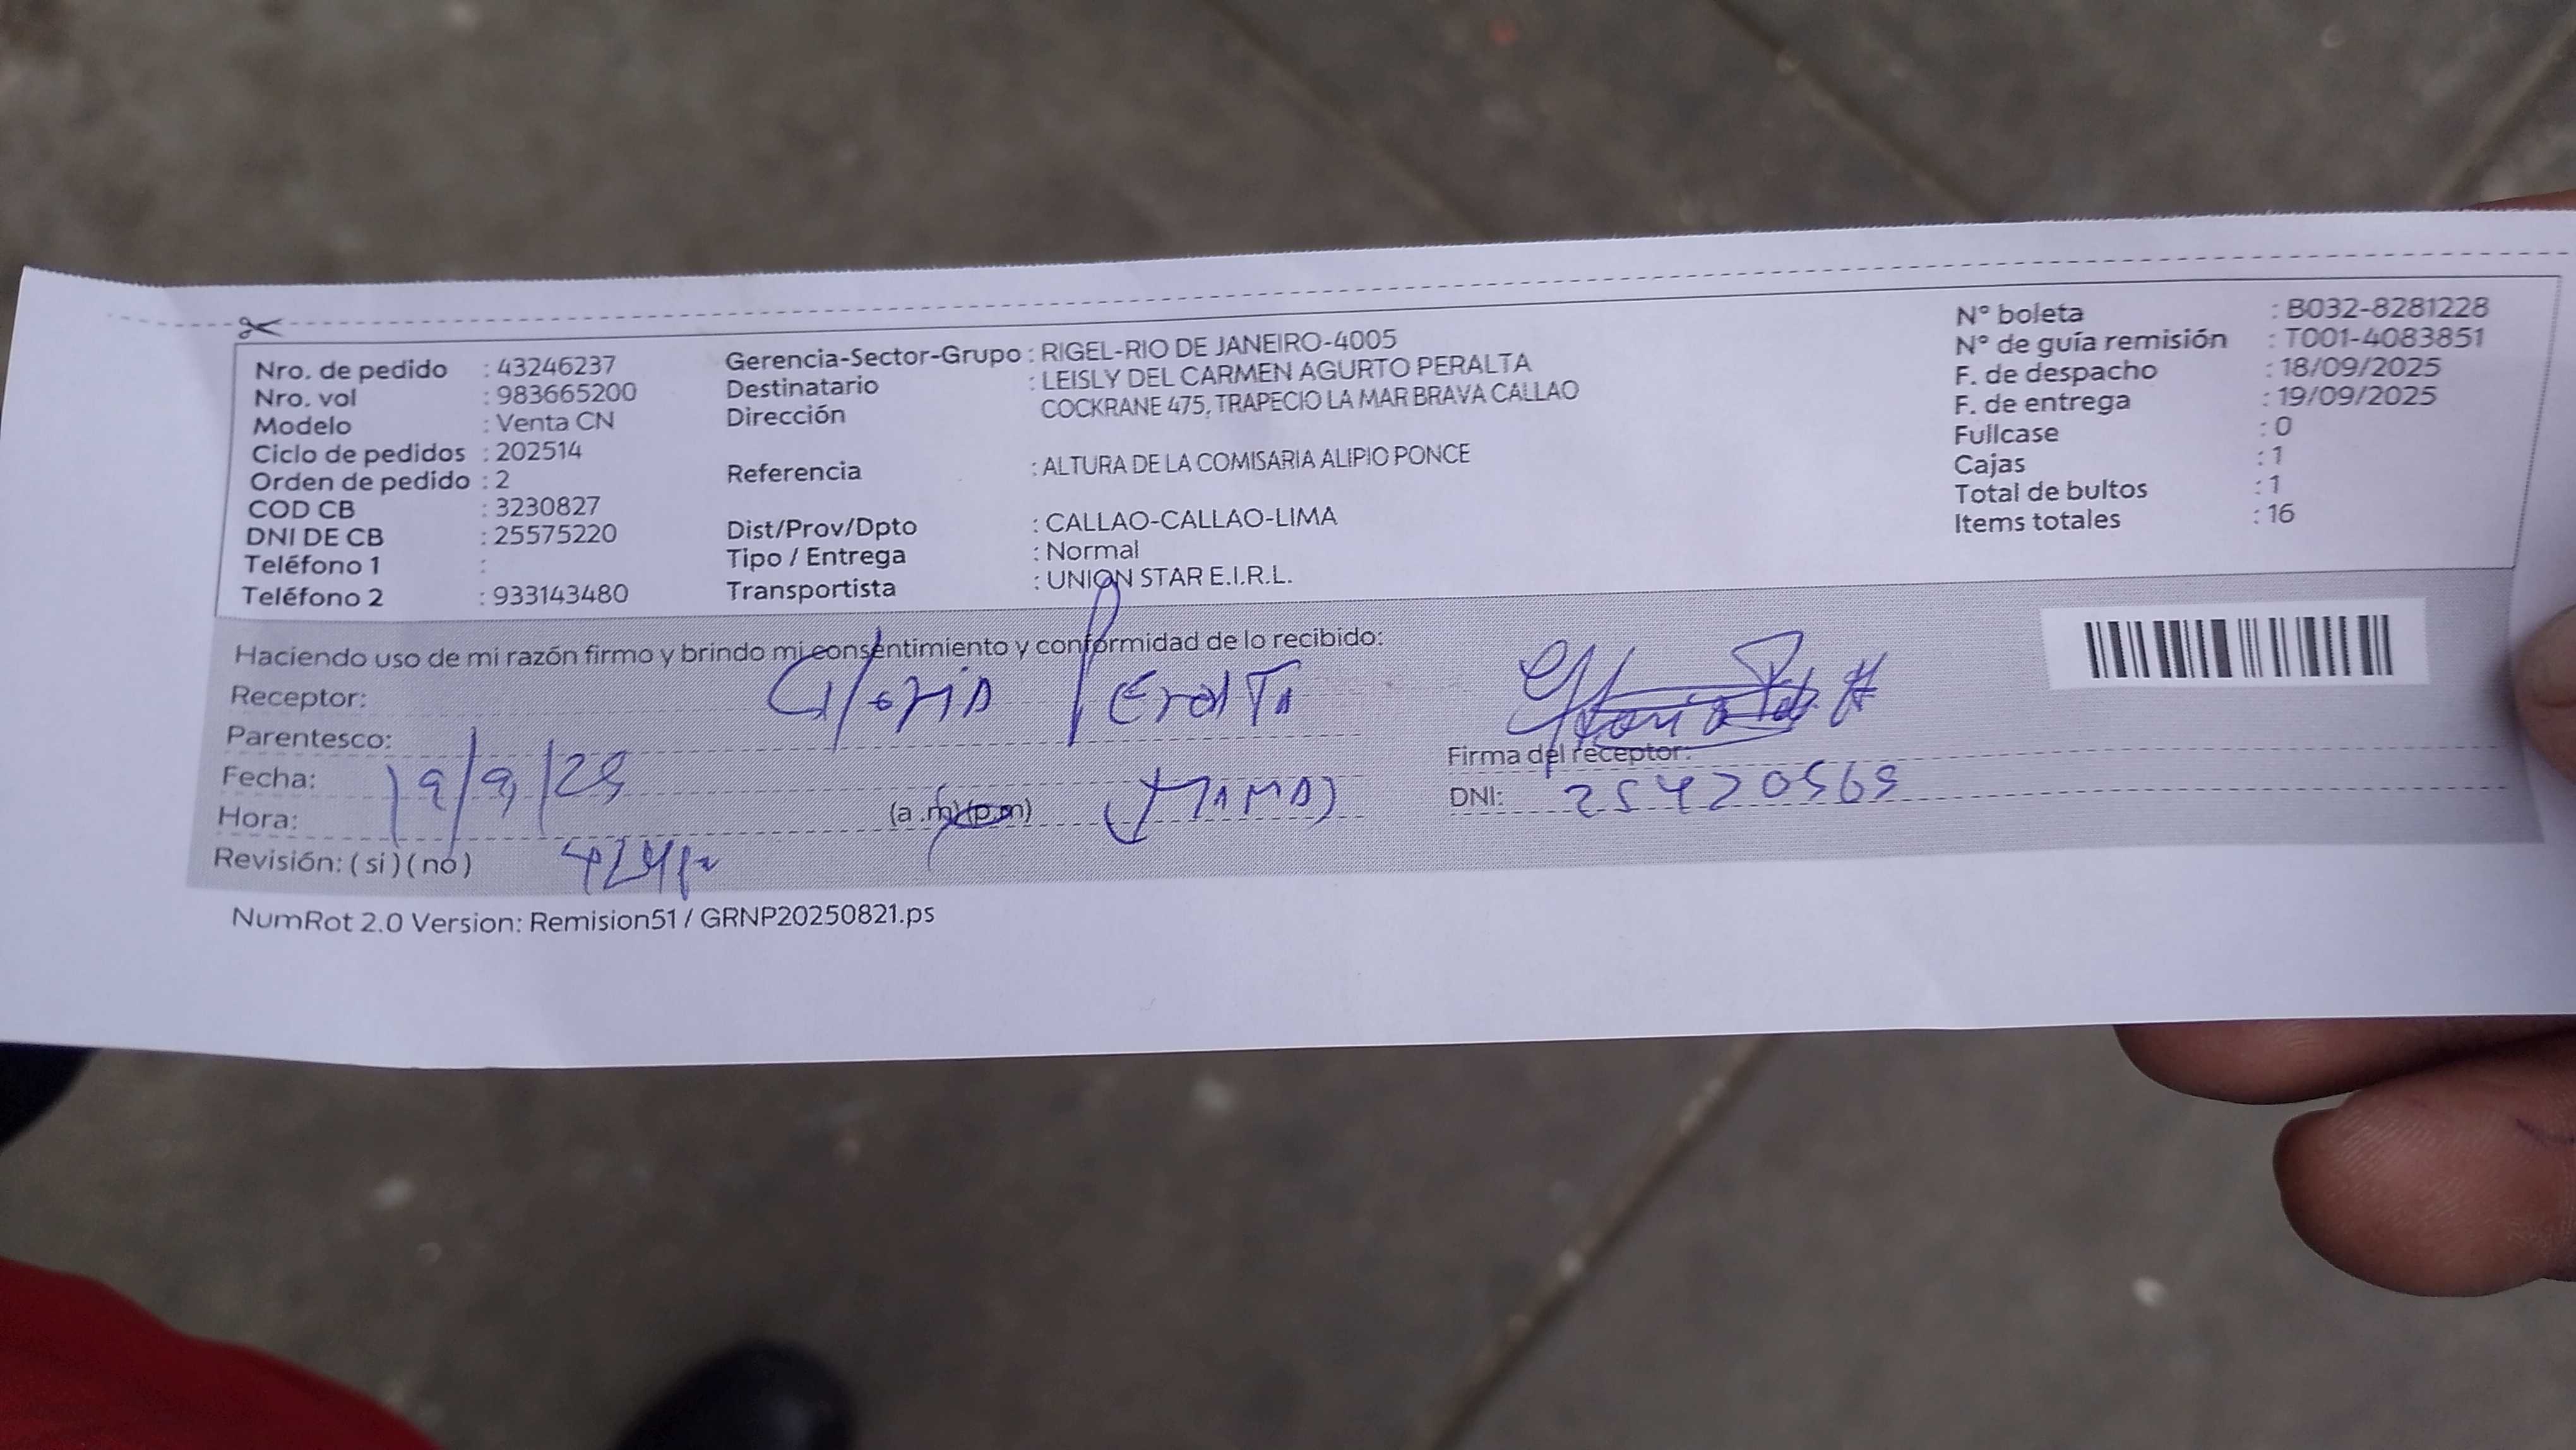 Nro. de pedido : 43246237
Nro. vol : 983665200
Modelo : Venta CN
Ciclo de pedidos : 202514
Orden de pedido : 2
COD CB : 3230827
DNI DE CB : 25575220
Teléfono 1 :
Teléfono 2 : 933143480
Gerencia-Sector-Grupo : RIGEL-RIO DE JANEIRO-4005
Destinatario : LEISLY DEL CARMEN AGURTO PERALTA
Dirección COCKRANE 475, TRAPECIO LA MAR BRAVA CALLAO
Referencia : ALTURA DE LA COMISARIA ALIPIO PONCE
Dist/Prov/Dpto : CALLAO-CALLAO-LIMA
Tipo / Entrega : Normal
Transportista : UNION STAR E.I.R.L.
N° boleta : B032-8281228
N° de guía remisión : T001-4083851
F. de despacho : 18/09/2025
F. de entrega : 19/09/2025
Fullcase : 0
Cajas : 1
Total de bultos : 1
Items totales : 16
Haciendo uso de mi razón firmo y brindo mi consentimiento y conformidad de lo recibido:
Receptor: Gloria Peralta
Parentesco:
Fecha: 19/9/25
Hora: (a.m)(p.m) (MAMA)
Revisión: (si) (no)
Firma del receptor:
DNI: 25420569
NumRot 2.0 Version: Remision51 / GRNP20250821.ps